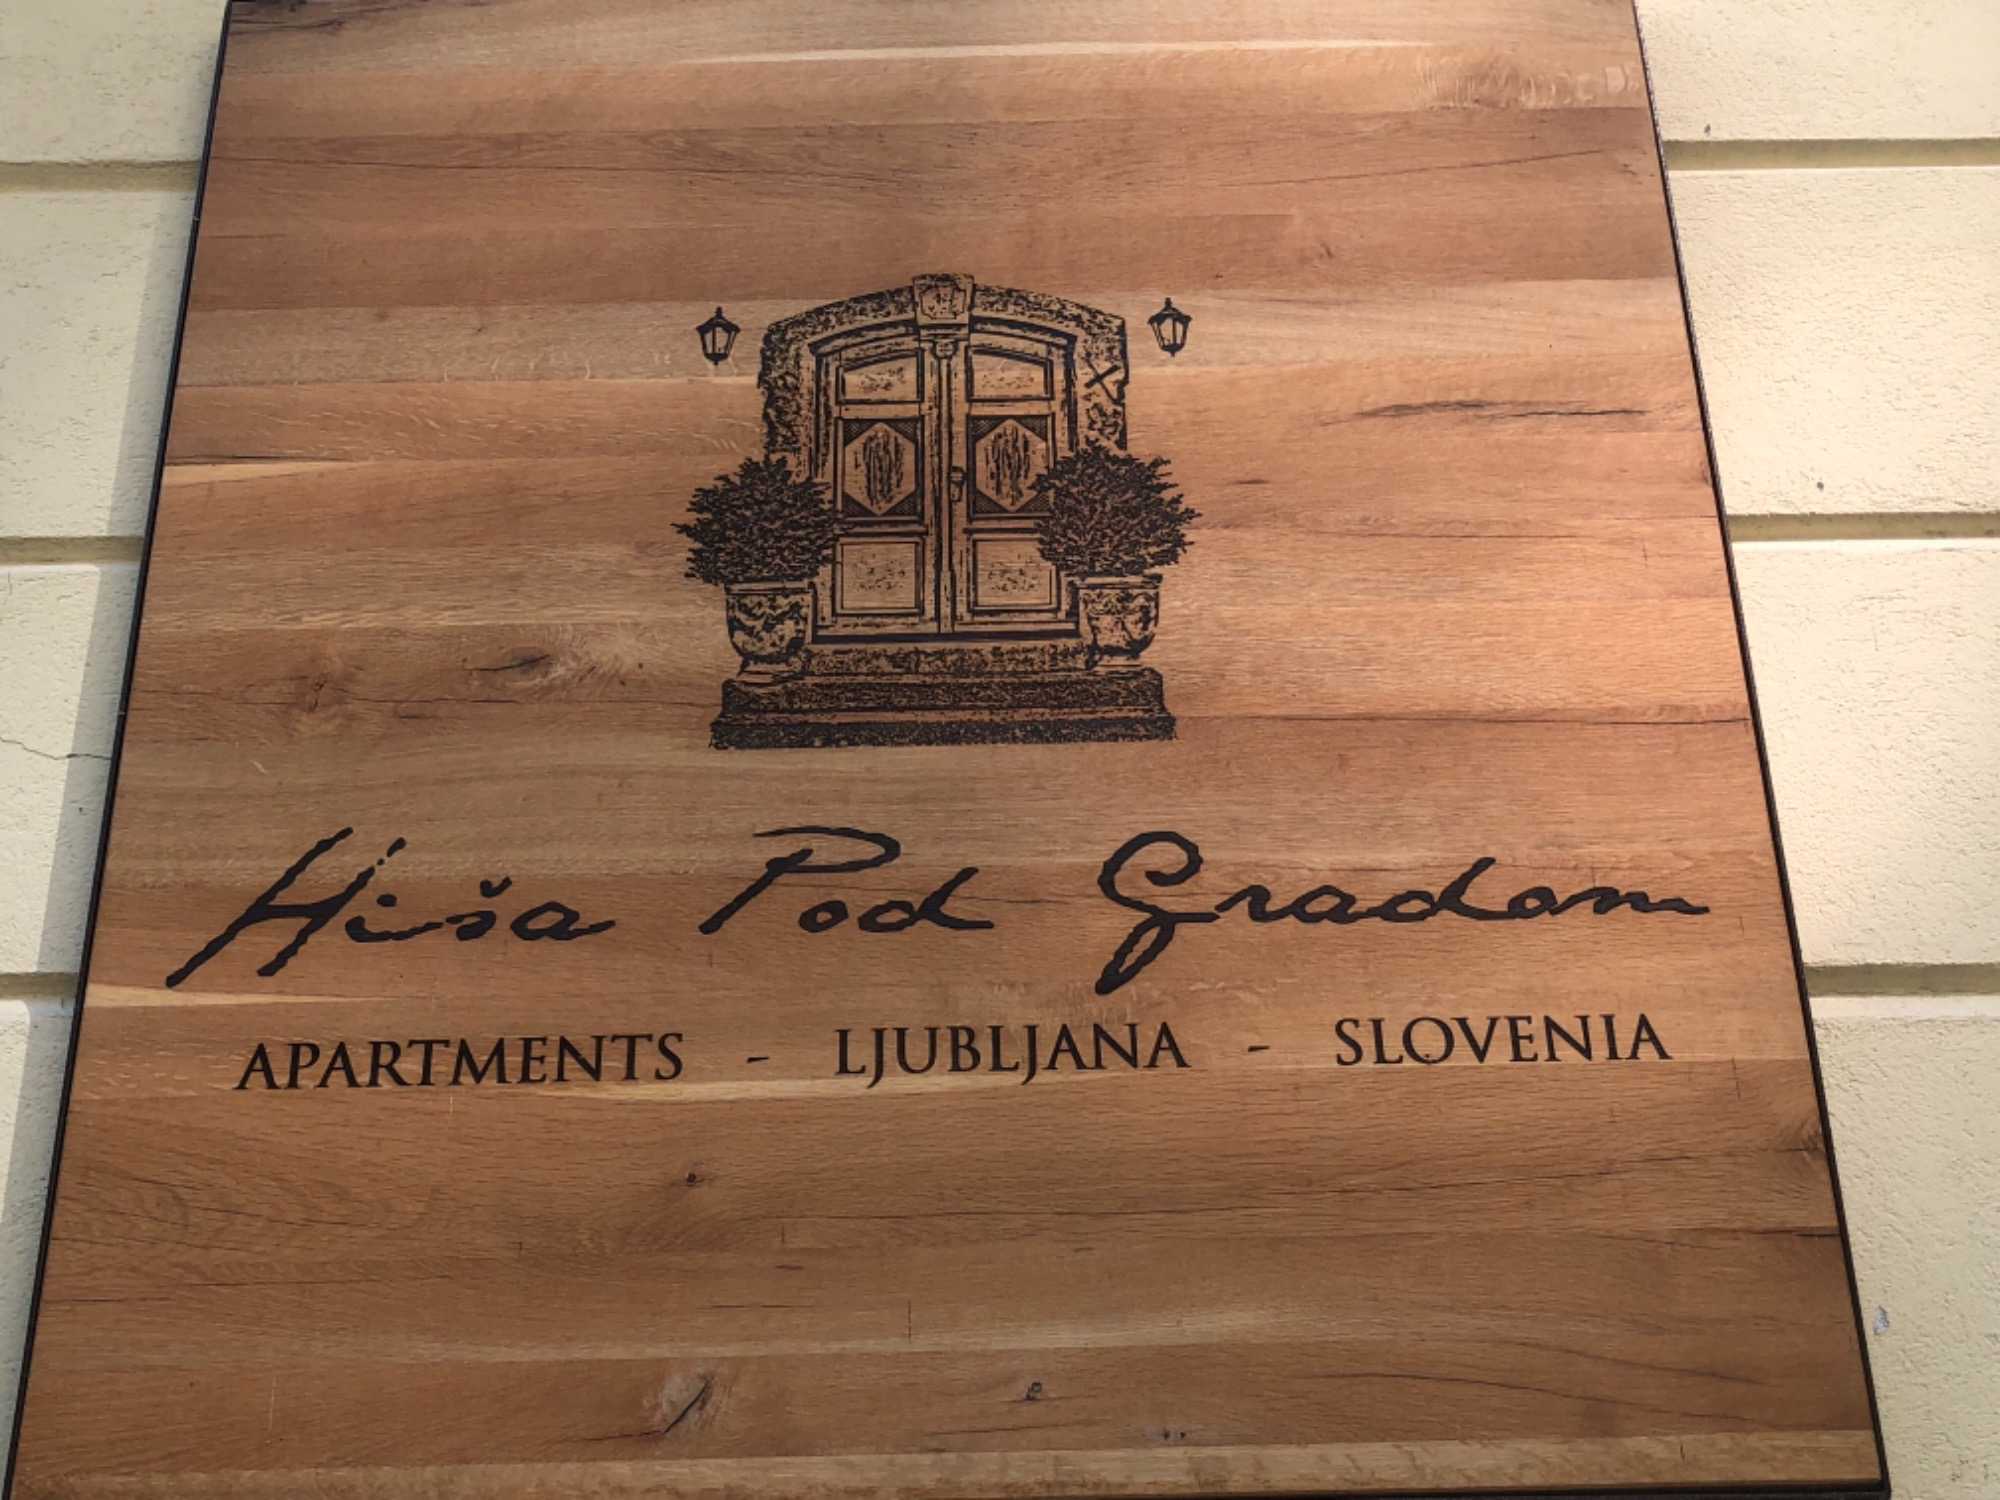 Hiša Pod Gradom
APARTMENTS - LJUBLJANA - SLOVENIA